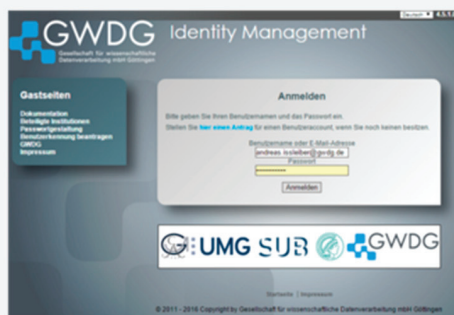 Deutsch
GWDG
Identity Management
Gesellschaft für wissenschaftliche
Datenverarbeitung mbH Göttingen
Gastseiten
Dokumentation
Beteiligte Institutionen
Passwortgestaltung
Benutzerkennung beantragen
GWDG
Impressum
Anmelden
Bitte geben Sie Ihren Benutzernamen und das Passwort ein.
Stellen Sie hier einen Antrag für einen Benutzeraccount, wenn Sie noch keinen besitzen.
Benutzername oder E-Mail-Adresse
Passwort
Anmelden
UMG SUB GWDG
Startseite | Impressum
© 2011 - 2016 Copyright by Gesellschaft für wissenschaftliche Datenverarbeitung mbH Göttingen